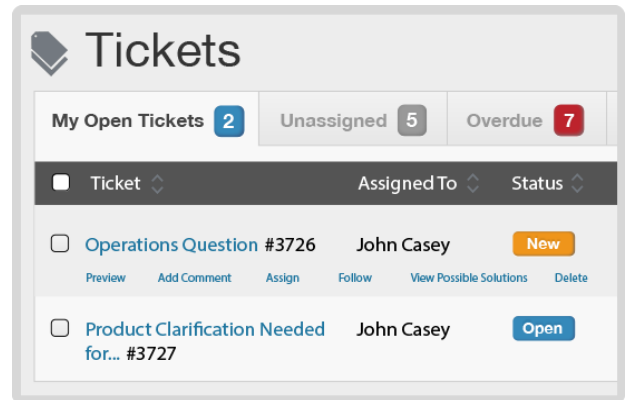 Tickets
My Open Tickets 2 Unassigned 5 Overdue 7
Ticket Assigned To Status
Operations Question #3726 John Casey New
Preview Add Comment Assign Follow View Possible Solutions Delete
Product Clarification Needed John Casey Open
for... #3727